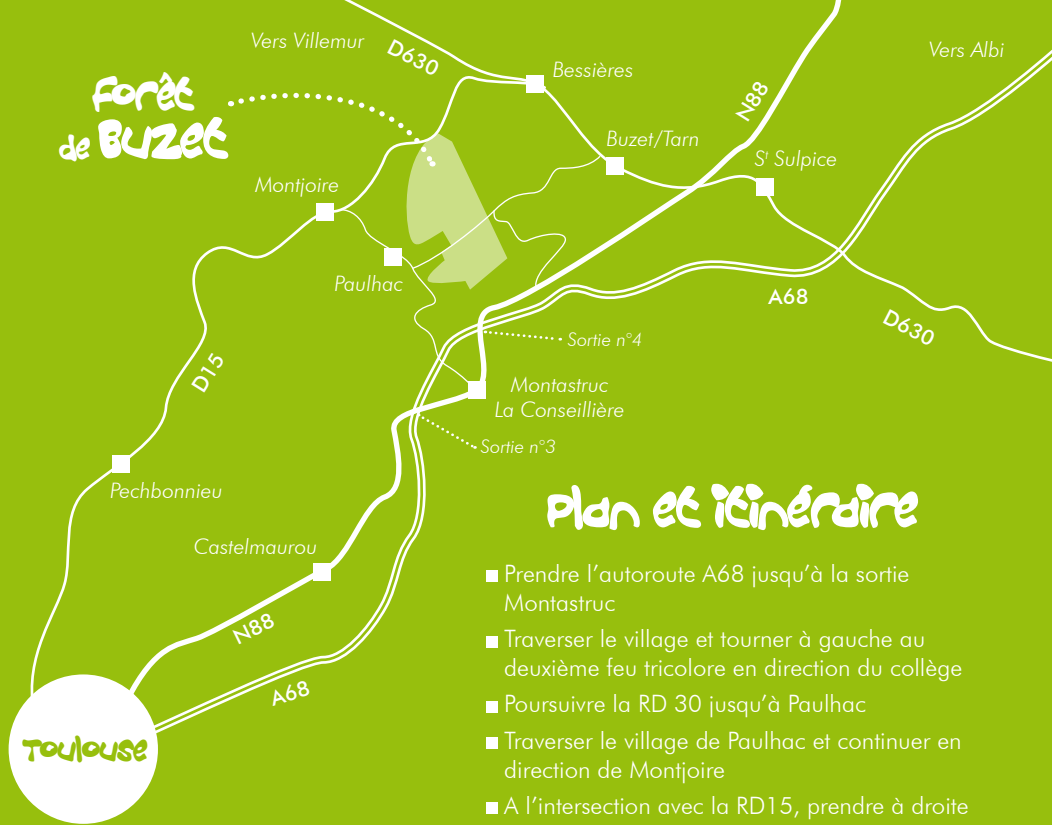 Vers Villemur
D630
Vers Albi
Bessières
Forêt
de BUZET
N88
Buzet/Tarn
St Sulpice
Montjoire
Paulhac
A68
D630
Sortie n°4
D15
Montastruc
La Conseillière
Sortie n°3
Pechbonnieu
Plan et itinéraire
Castelmaurou
Prendre l'autoroute A68 jusqu'à la sortie
Montastruc
N88
Traverser le village et tourner à gauche au
deuxième feu tricolore en direction du collège
A68
Poursuivre la RD 30 jusqu'à Paulhac
Toulouse
Traverser le village de Paulhac et continuer en
direction de Montjoire
A l'intersection avec la RD15, prendre à droite